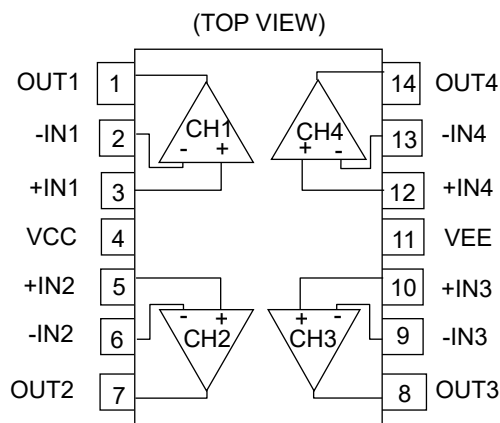 (TOP VIEW)
OUT1 1 14 OUT4
CH1 CH4
-IN1 2 - + + - 13 -IN4
+IN1 3 12 +IN4
VCC 4 11 VEE
+IN2 5 10 +IN3
- + + -
-IN2 6 CH2 CH3 9 -IN3
OUT2 7 8 OUT3